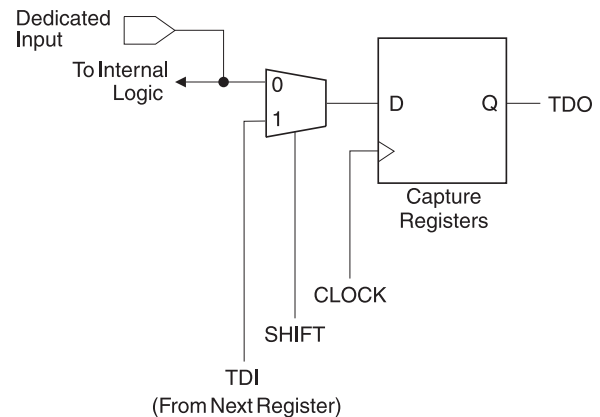 Dedicated
Input
To Internal
Logic
0
1
D
Q
TDO
Capture
Registers
CLOCK
SHIFT
TDI
(From Next Register)